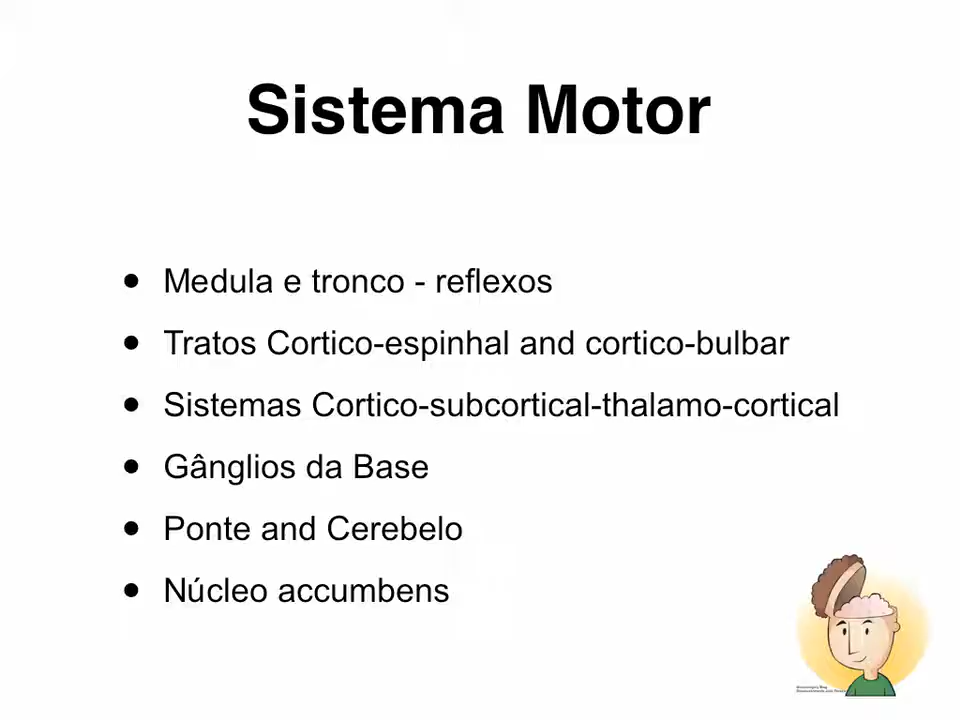 Sistema Motor
• Medula e tronco - reflexos
• Tratos Cortico-espinhal and cortico-bulbar
• Sistemas Cortico-subcortical-thalamo-cortical
• Gânglios da Base
• Ponte and Cerebelo
• Núcleo accumbens